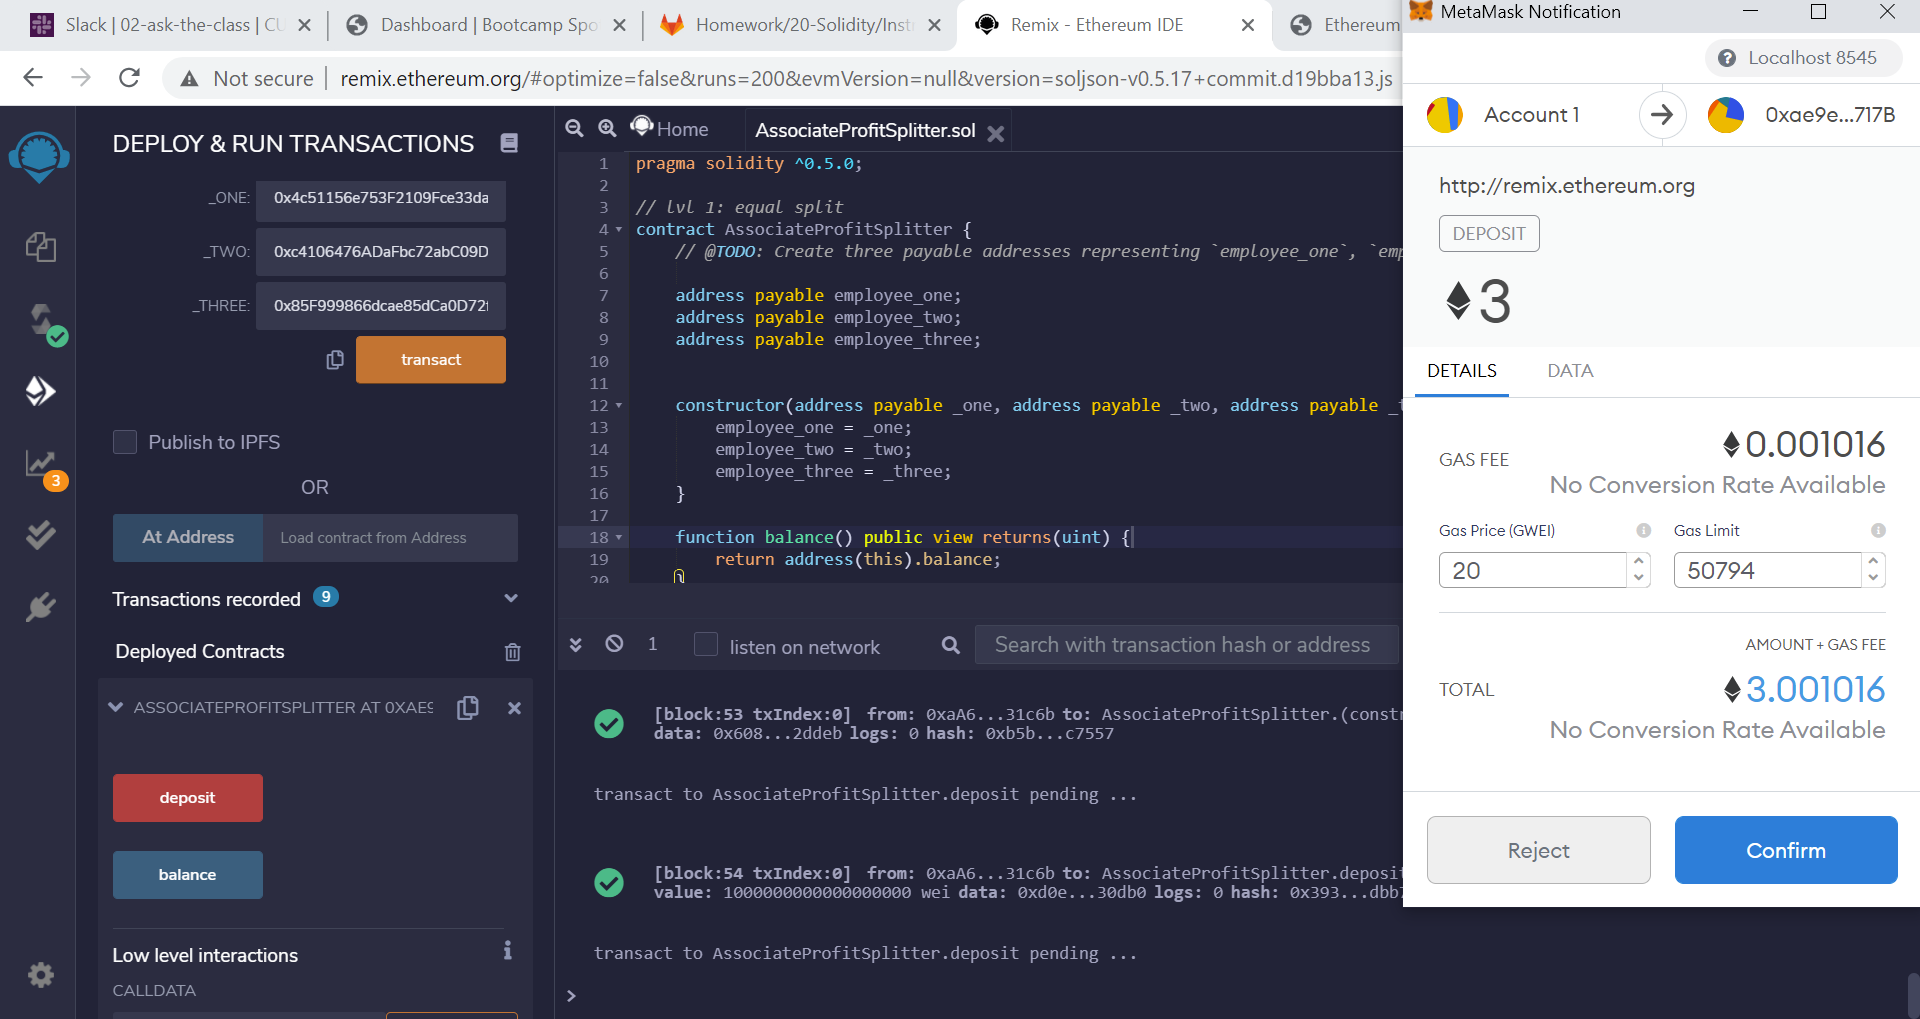 Slack | 02-ask-the-class | CU
Dashboard | Bootcamp Spo
Homework/20-Solidity/Inst
Remix - Ethereum IDE
Ethereum
Not secure | remix.ethereum.org/#optimize=false&runs=200&evmVersion=null&version=soljson-v0.5.17+commit.d19bba13.js
DEPLOY & RUN TRANSACTIONS
_ONE: 0x4c51156e753F2109Fce33da
_TWO: 0xc4106476ADaFbc72abC09D
_THREE: 0x85F999866dcae85dCa0D72f
transact
Publish to IPFS
OR
At Address Load contract from Address
Transactions recorded 9
Deployed Contracts
ASSOCIATEPROFITSPLITTER AT 0XAE9
deposit
balance
Low level interactions
CALLDATA
3
Home
AssociateProfitSplitter.sol
1 pragma solidity ^0.5.0;
2
3 // lvl 1: equal split
4 contract AssociateProfitSplitter {
5 // @TODO: Create three payable addresses representing `employee_one`, `emp
6
7 address payable employee_one;
8 address payable employee_two;
9 address payable employee_three;
10
11
12 constructor(address payable _one, address payable _two, address payable _t
13 employee_one = _one;
14 employee_two = _two;
15 employee_three = _three;
16 }
17
18 function balance() public view returns(uint) {
19 return address(this).balance;
20 }
1 listen on network Search with transaction hash or address
[block:53 txIndex:0] from: 0xaA6...31c6b to: AssociateProfitSplitter.(constr
data: 0x608...2ddeb logs: 0 hash: 0xb5b...c7557
transact to AssociateProfitSplitter.deposit pending ...
[block:54 txIndex:0] from: 0xaA6...31c6b to: AssociateProfitSplitter.deposit
value: 1000000000000000000 wei data: 0xd0e...30db0 logs: 0 hash: 0x393...dbb7
transact to AssociateProfitSplitter.deposit pending ...
>
MetaMask Notification
Localhost 8545
Account 1
0xae9e...717B
http://remix.ethereum.org
DEPOSIT
3
DETAILS DATA
GAS FEE 0.001016
No Conversion Rate Available
Gas Price (GWEI) Gas Limit
20 50794
AMOUNT + GAS FEE
TOTAL 3.001016
No Conversion Rate Available
Reject Confirm